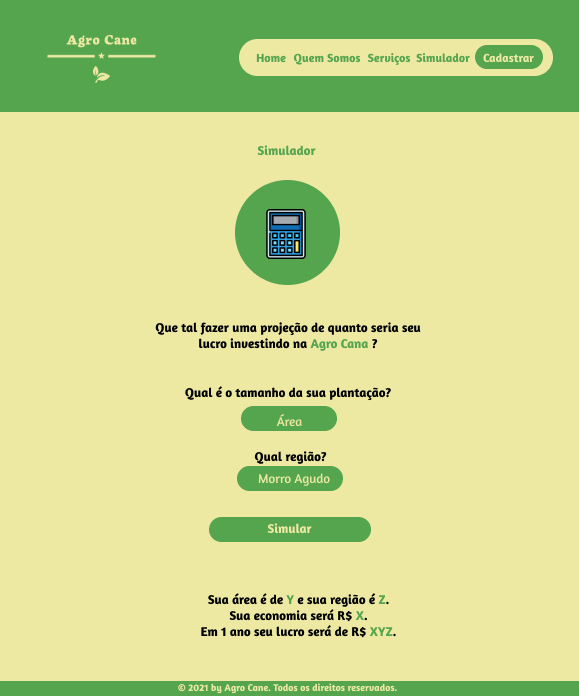 Agro Cane
Home Quem Somos Serviços Simulador Cadastrar
Simulador
Que tal fazer uma projeção de quanto seria seu
lucro investindo na Agro Cana ?
Qual é o tamanho da sua plantação?
Área
Qual região?
Morro Agudo
Simular
Sua área é de Y e sua região é Z.
Sua economia será R$ X.
Em 1 ano seu lucro será de R$ XYZ.
© 2021 by Agro Cane. Todos os direitos reservados.